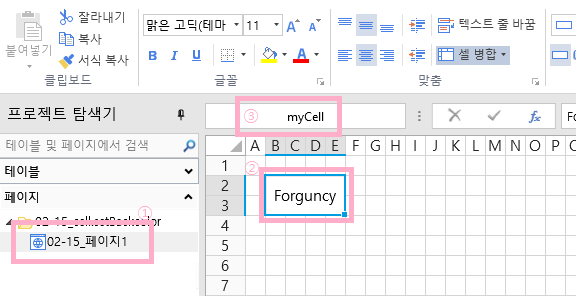 잘라내기
맑은 고딕(테마 11
텍스트 줄 바꿈
붙여넣기
복사
서식 복사
가 가
셀 병합
클립보드
글꼴
맞춤
프로젝트 탐색기
③ myCell
fx
테이블 및 페이지에서 검색
A B C D E F G H I J K L M N O P
테이블
1
②
페이지
2
Forguncy
3
①
4
02-15_페이지1
5
6
7